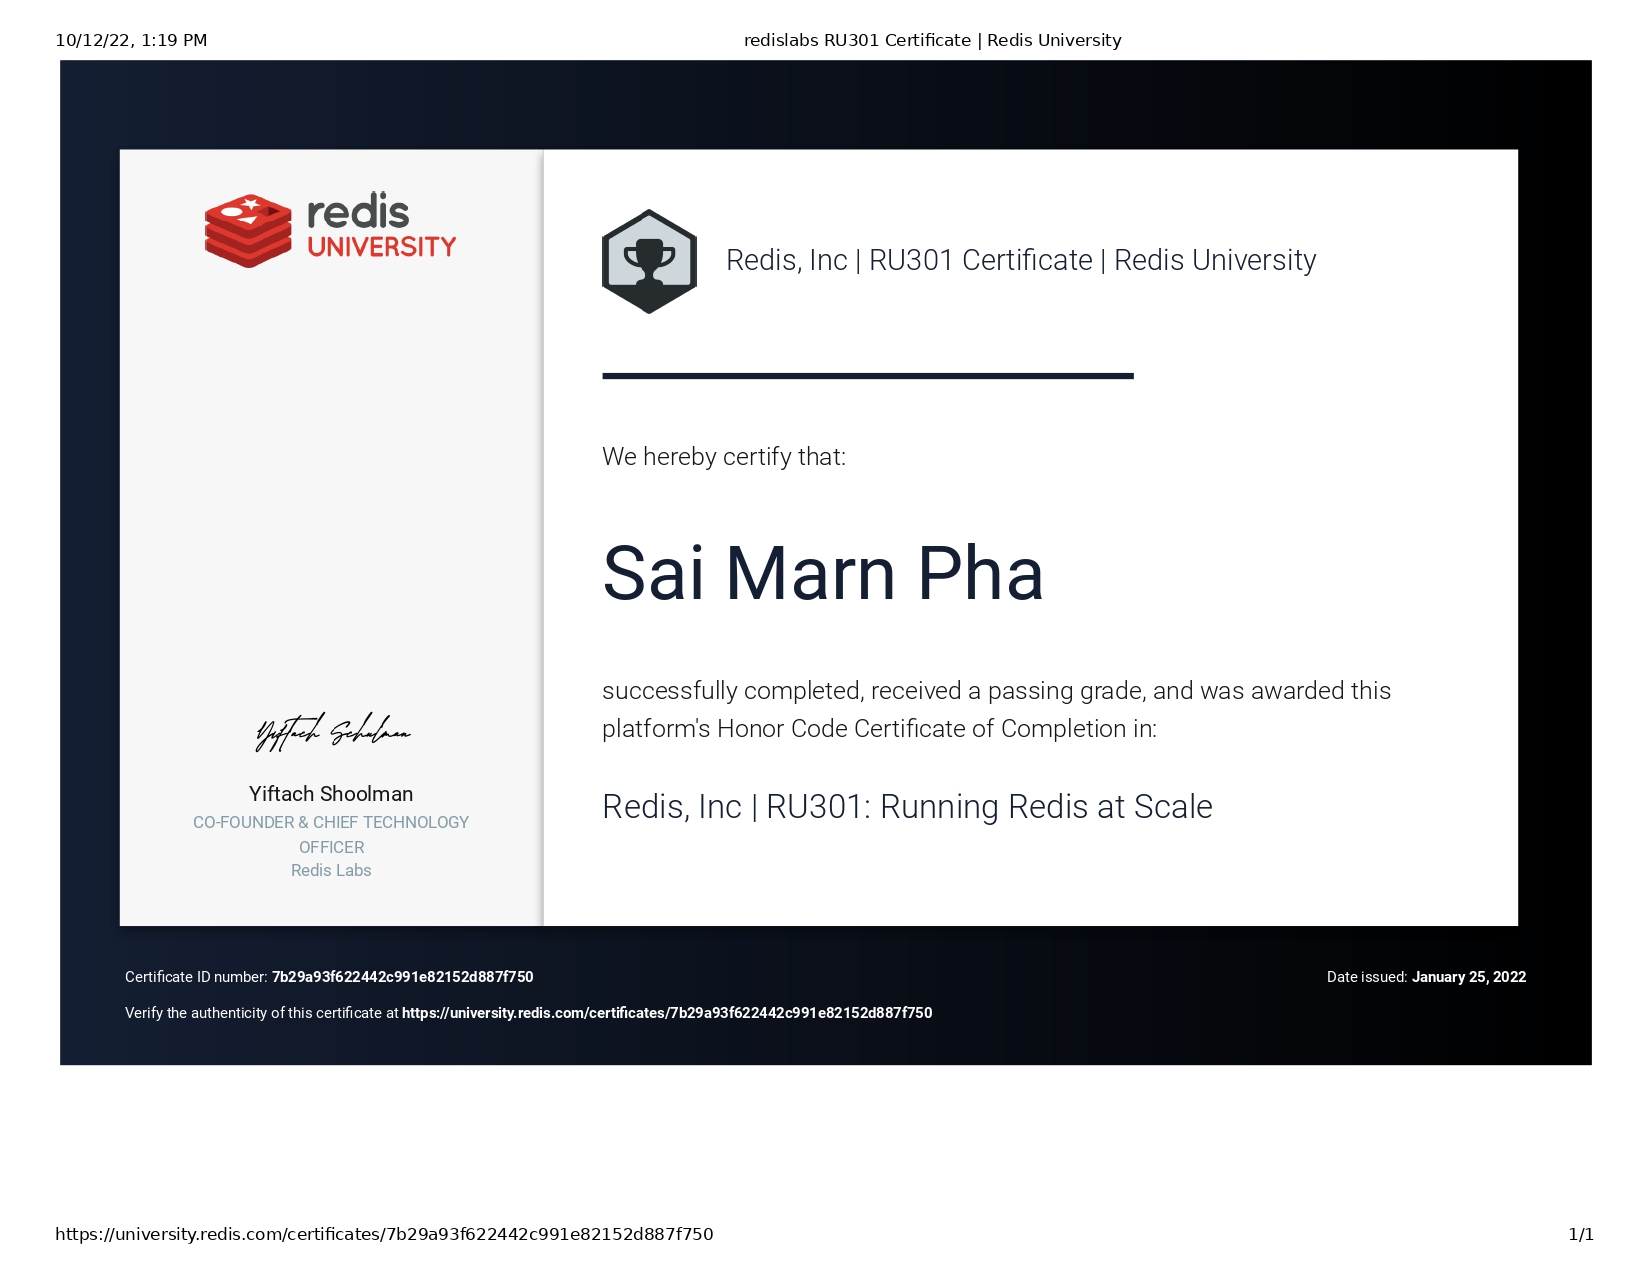 10/12/22, 1:19 PM
redislabs RU301 Certificate | Redis University
redis
UNIVERSITY
Redis, Inc | RU301 Certificate | Redis University
We hereby certify that:
Sai Marn Pha
successfully completed, received a passing grade, and was awarded this
platform's Honor Code Certificate of Completion in:
Redis, Inc | RU301: Running Redis at Scale
Yiftach Schulman
Yiftach Shoolman
CO-FOUNDER & CHIEF TECHNOLOGY
OFFICER
Redis Labs
Certificate ID number: 7b29a93f622442c991e82152d887f750
Date issued: January 25, 2022
Verify the authenticity of this certificate at https://university.redis.com/certificates/7b29a93f622442c991e82152d887f750
https://university.redis.com/certificates/7b29a93f622442c991e82152d887f750
1/1